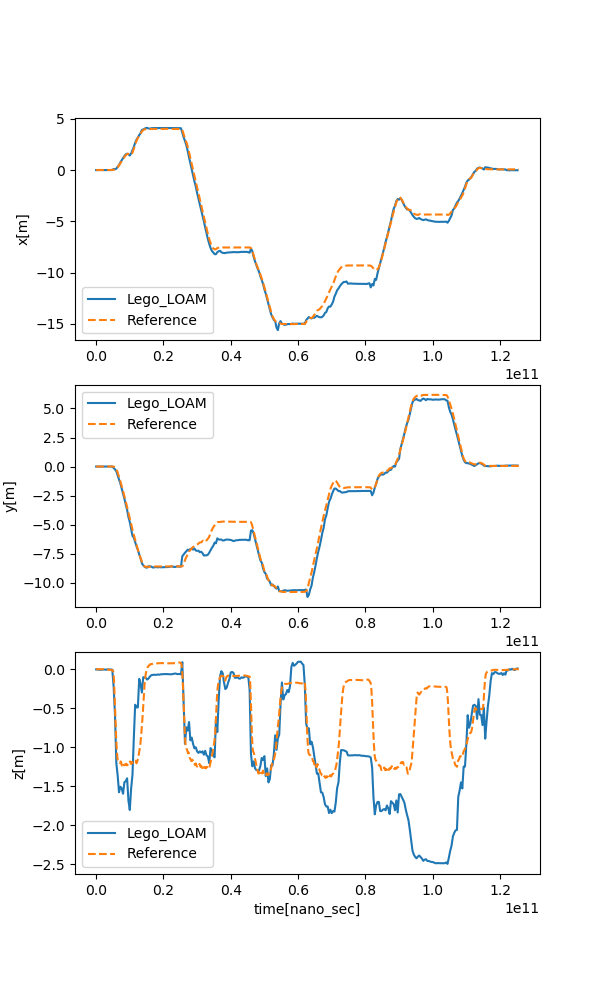 5
0
−5
−10
−15
x[m]
Lego_LOAM
Reference
0.0 0.2 0.4 0.6 0.8 1.0 1.2
1e11
5.0
2.5
0.0
−2.5
−5.0
−7.5
−10.0
y[m]
Lego_LOAM
Reference
0.0 0.2 0.4 0.6 0.8 1.0 1.2
1e11
0.0
−0.5
−1.0
−1.5
−2.0
−2.5
z[m]
Lego_LOAM
Reference
0.0 0.2 0.4 0.6 0.8 1.0 1.2
time[nano_sec]
1e11